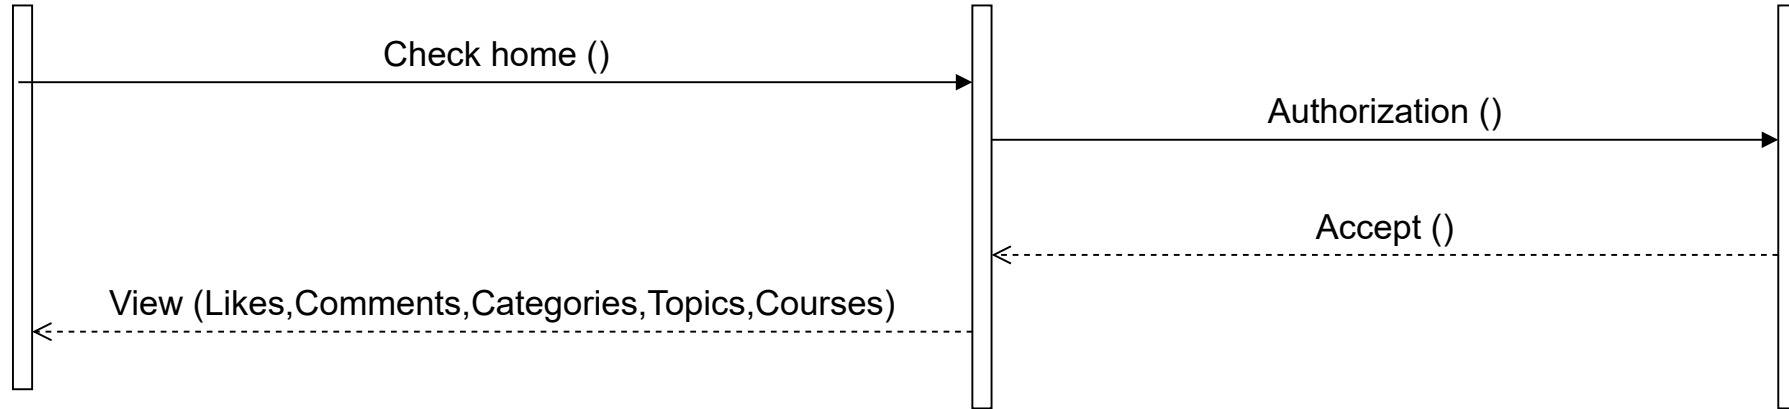 Check home ()
Authorization ()
Accept ()
View (Likes,Comments,Categories,Topics,Courses)